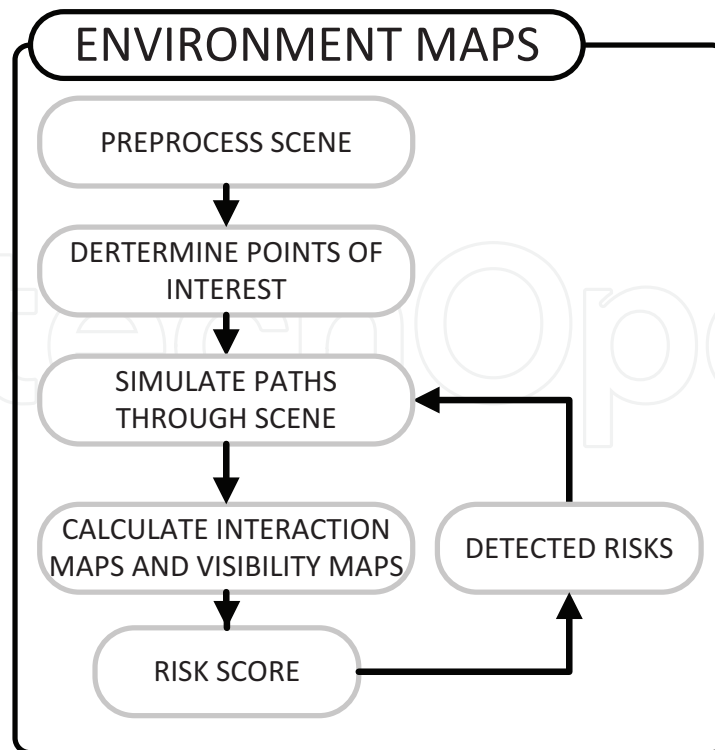 ENVIRONMENT MAPS
PREPROCESS SCENE
DERTERMINE POINTS OF
INTEREST
SIMULATE PATHS
THROUGH SCENE
CALCULATE INTERACTION
MAPS AND VISIBILITY MAPS
DETECTED RISKS
RISK SCORE